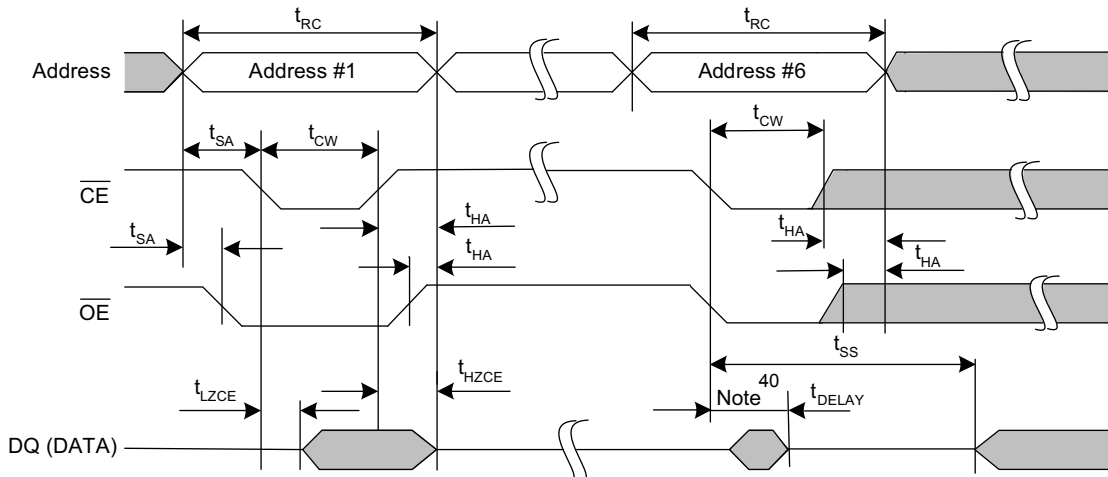 tRC tRC
Address Address #1 Address #6
tCW
tSA tCW
CE
tSA tHA tHA
tHA tHA
OE
tSS
tLZCE tHZCE Note 40 tDELAY
DQ (DATA)